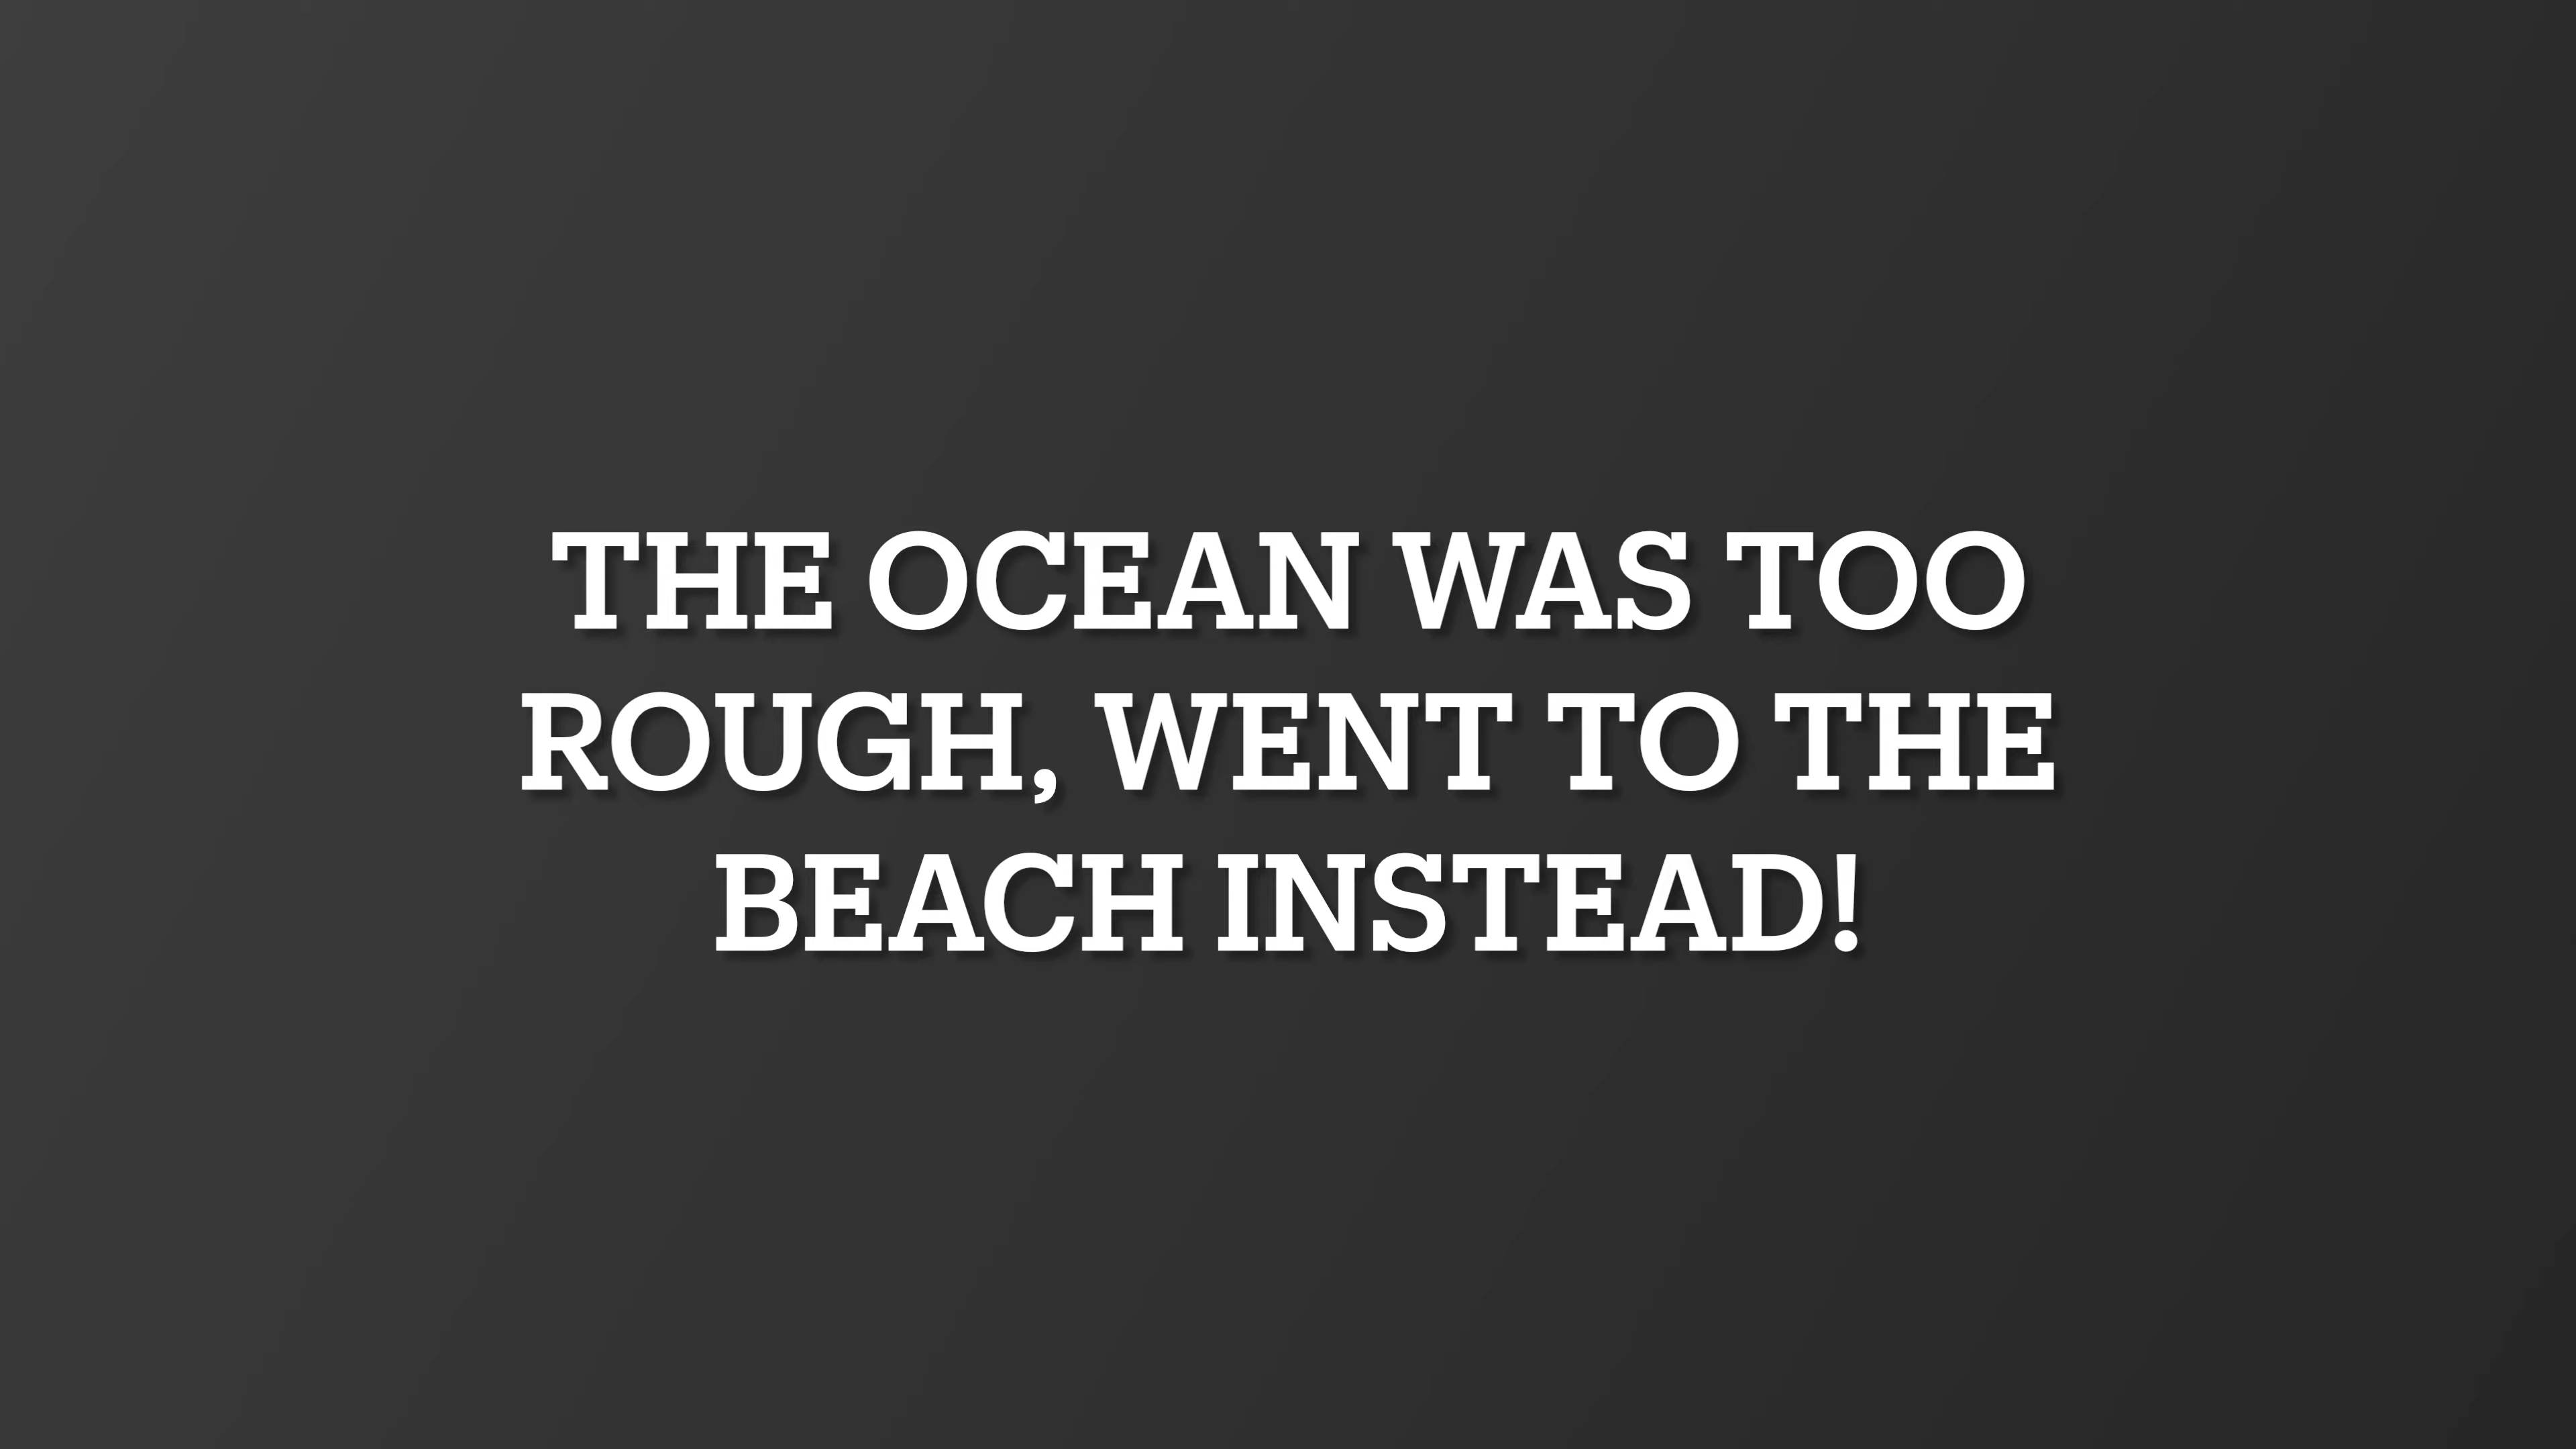 THE OCEAN WAS TOO
ROUGH, WENT TO THE
BEACH INSTEAD!